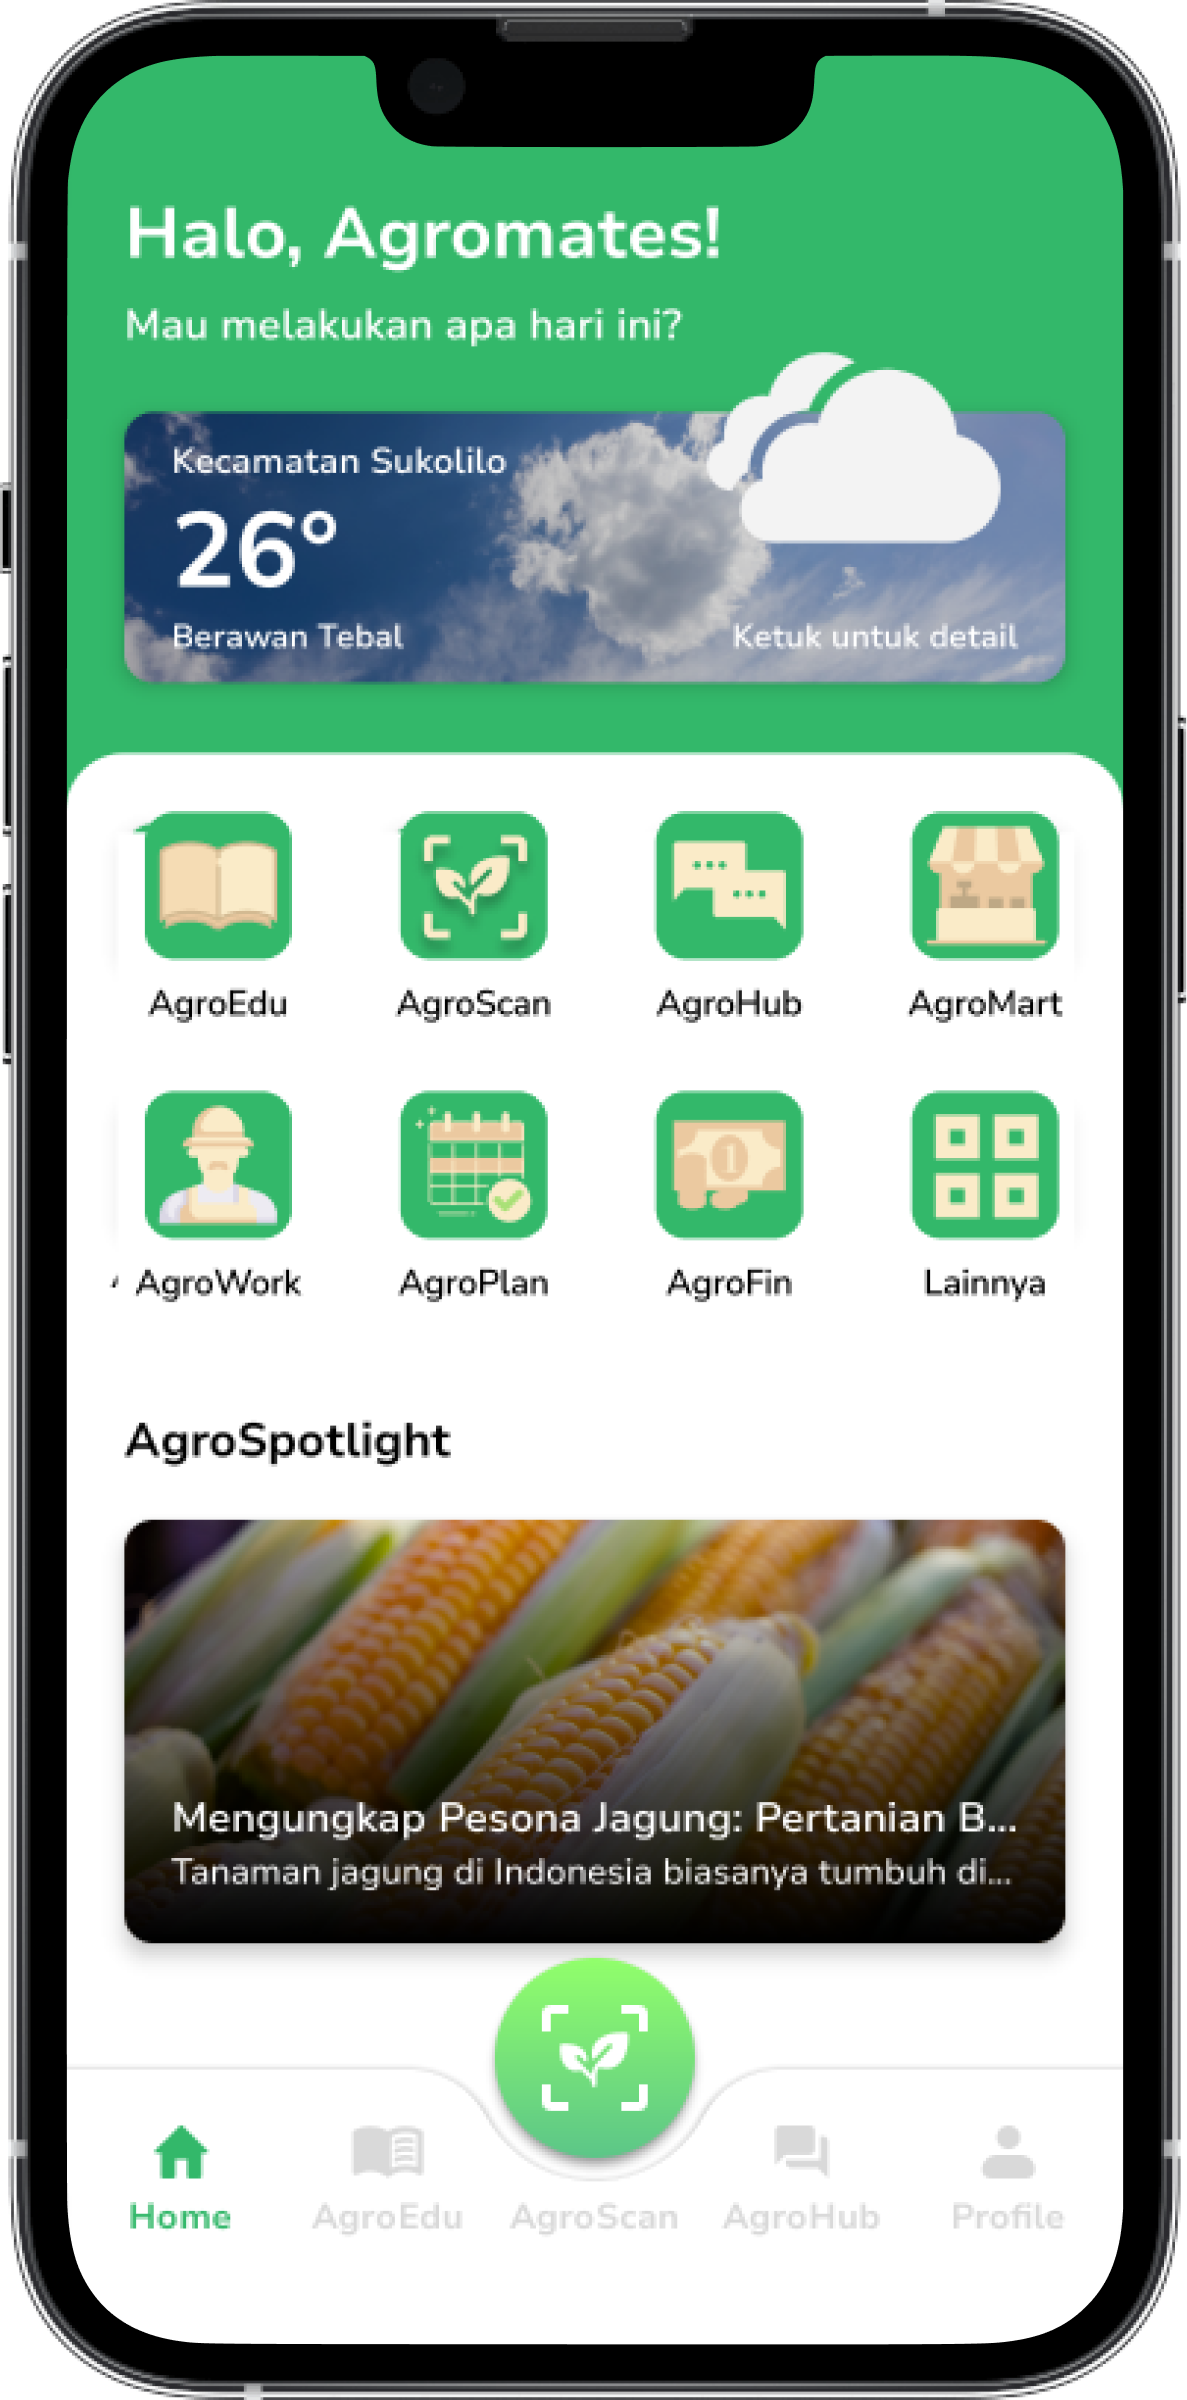 Halo, Agromates!
Mau melakukan apa hari ini?
Kecamatan Sukolilo
26°
Berawan Tebal
Ketuk untuk detail
AgroEdu
AgroScan
AgroHub
AgroMart
AgroWork
AgroPlan
1
AgroFin
Lainnya
AgroSpotlight
Mengungkap Pesona Jagung: Pertanian B...
Tanaman jagung di Indonesia biasanya tumbuh di...
Home
AgroEdu
AgroScan
AgroHub
Profile